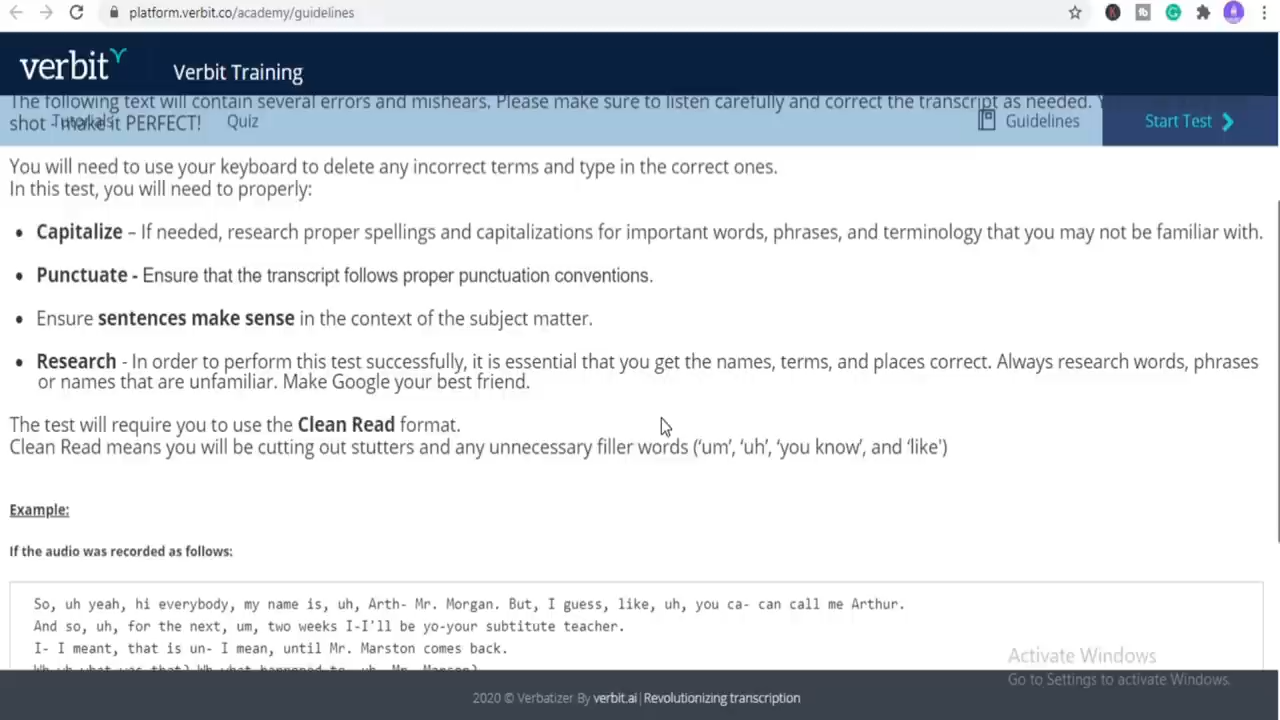 platform.verbit.co/academy/guidelines
verbit
Verbit Training
The following text will contain several errors and mishears. Please make sure to listen carefully and correct the transcript as needed.
shot - make it PERFECT!
Tutorials
Quiz
Guidelines
Start Test
You will need to use your keyboard to delete any incorrect terms and type in the correct ones.
In this test, you will need to properly:
• Capitalize – If needed, research proper spellings and capitalizations for important words, phrases, and terminology that you may not be familiar with.
• Punctuate - Ensure that the transcript follows proper punctuation conventions.
• Ensure sentences make sense in the context of the subject matter.
• Research - In order to perform this test successfully, it is essential that you get the names, terms, and places correct. Always research words, phrases
or names that are unfamiliar. Make Google your best friend.
The test will require you to use the Clean Read format.
Clean Read means you will be cutting out stutters and any unnecessary filler words ('um', 'uh', 'you know', and 'like')
Example:
If the audio was recorded as follows:
So, uh yeah, hi everybody, my name is, uh, Arth- Mr. Morgan. But, I guess, like, uh, you ca- can call me Arthur.
And so, uh, for the next, um, two weeks I-I'll be yo-your subtitute teacher.
I- I meant, that is un- I mean, until Mr. Marston comes back.
Activate Windows
Go to Settings to activate Windows.
2020 © Verbatizer By verbit.ai | Revolutionizing transcription